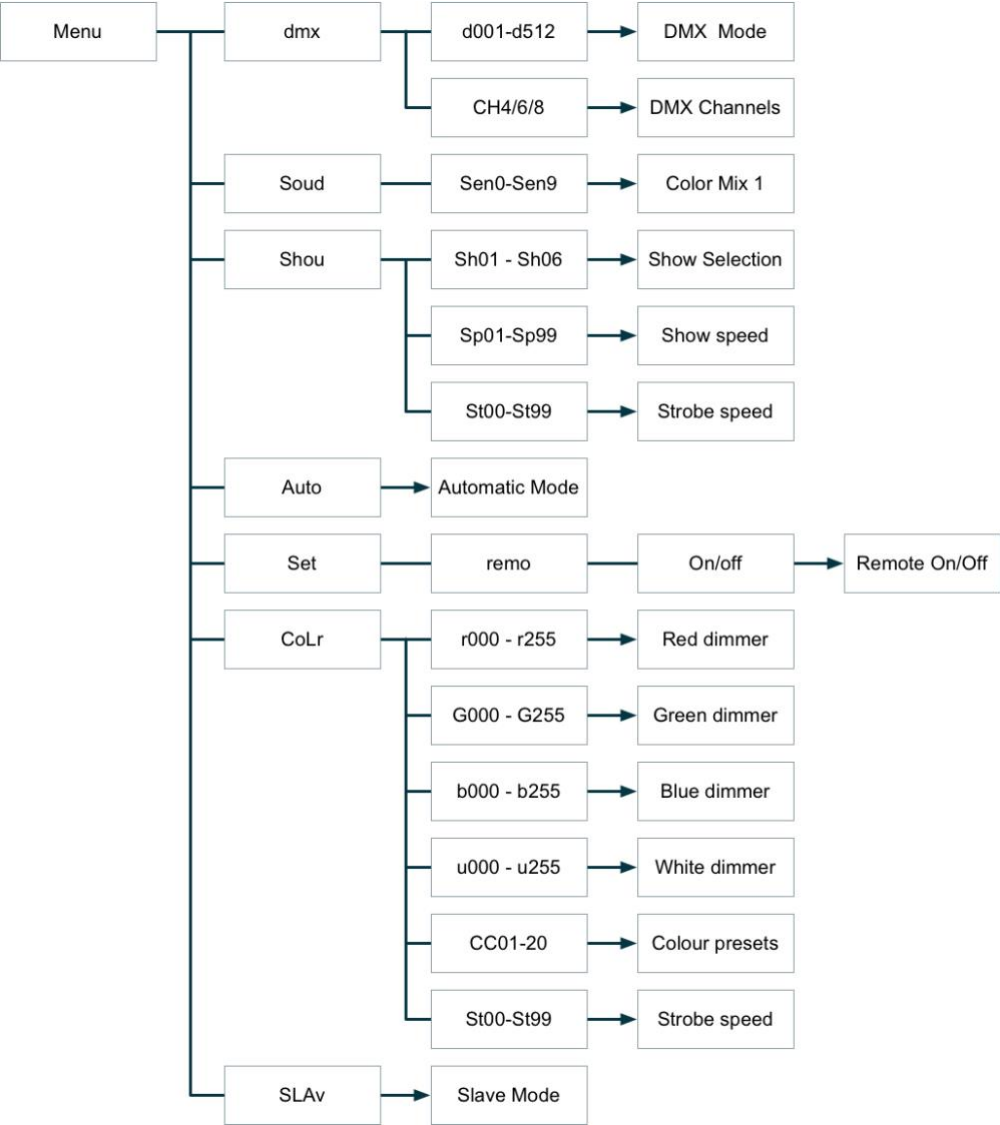 Menu
dmx
d001-d512
DMX Mode
CH4/6/8
DMX Channels
Soud
Sen0-Sen9
Color Mix 1
Shou
Sh01 - Sh06
Show Selection
Sp01-Sp99
Show speed
St00-St99
Strobe speed
Auto
Automatic Mode
Set
remo
On/off
Remote On/Off
CoLr
r000 - r255
Red dimmer
G000 - G255
Green dimmer
b000 - b255
Blue dimmer
u000 - u255
White dimmer
CC01-20
Colour presets
St00-St99
Strobe speed
SLAv
Slave Mode